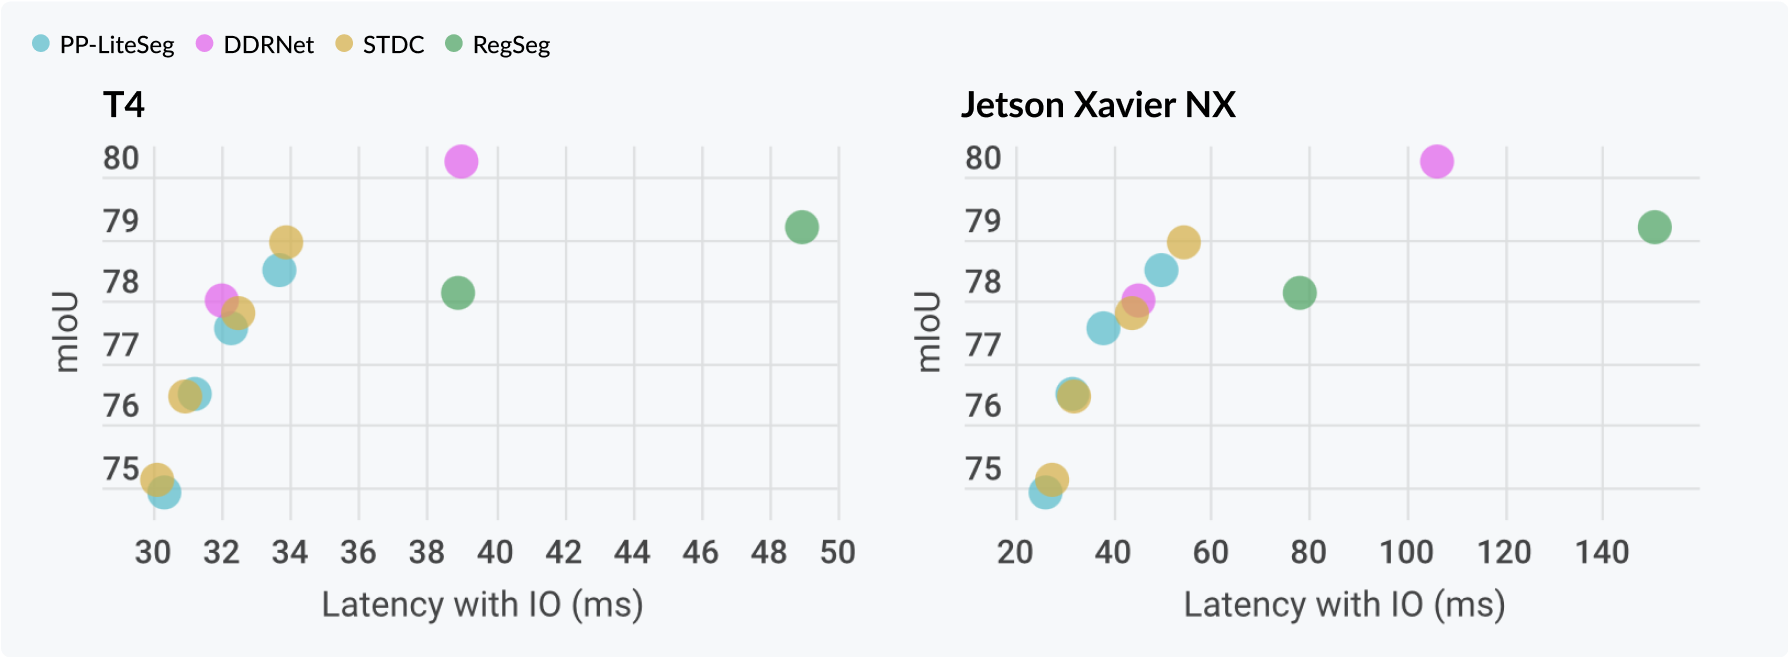 PP-LiteSeg DDRNet STDC RegSeg
T4
80
79
78
77
76
75
mIoU
30 32 34 36 38 40 42 44 46 48 50
Latency with IO (ms)
Jetson Xavier NX
80
79
78
77
76
75
mIoU
20 40 60 80 100 120 140
Latency with IO (ms)